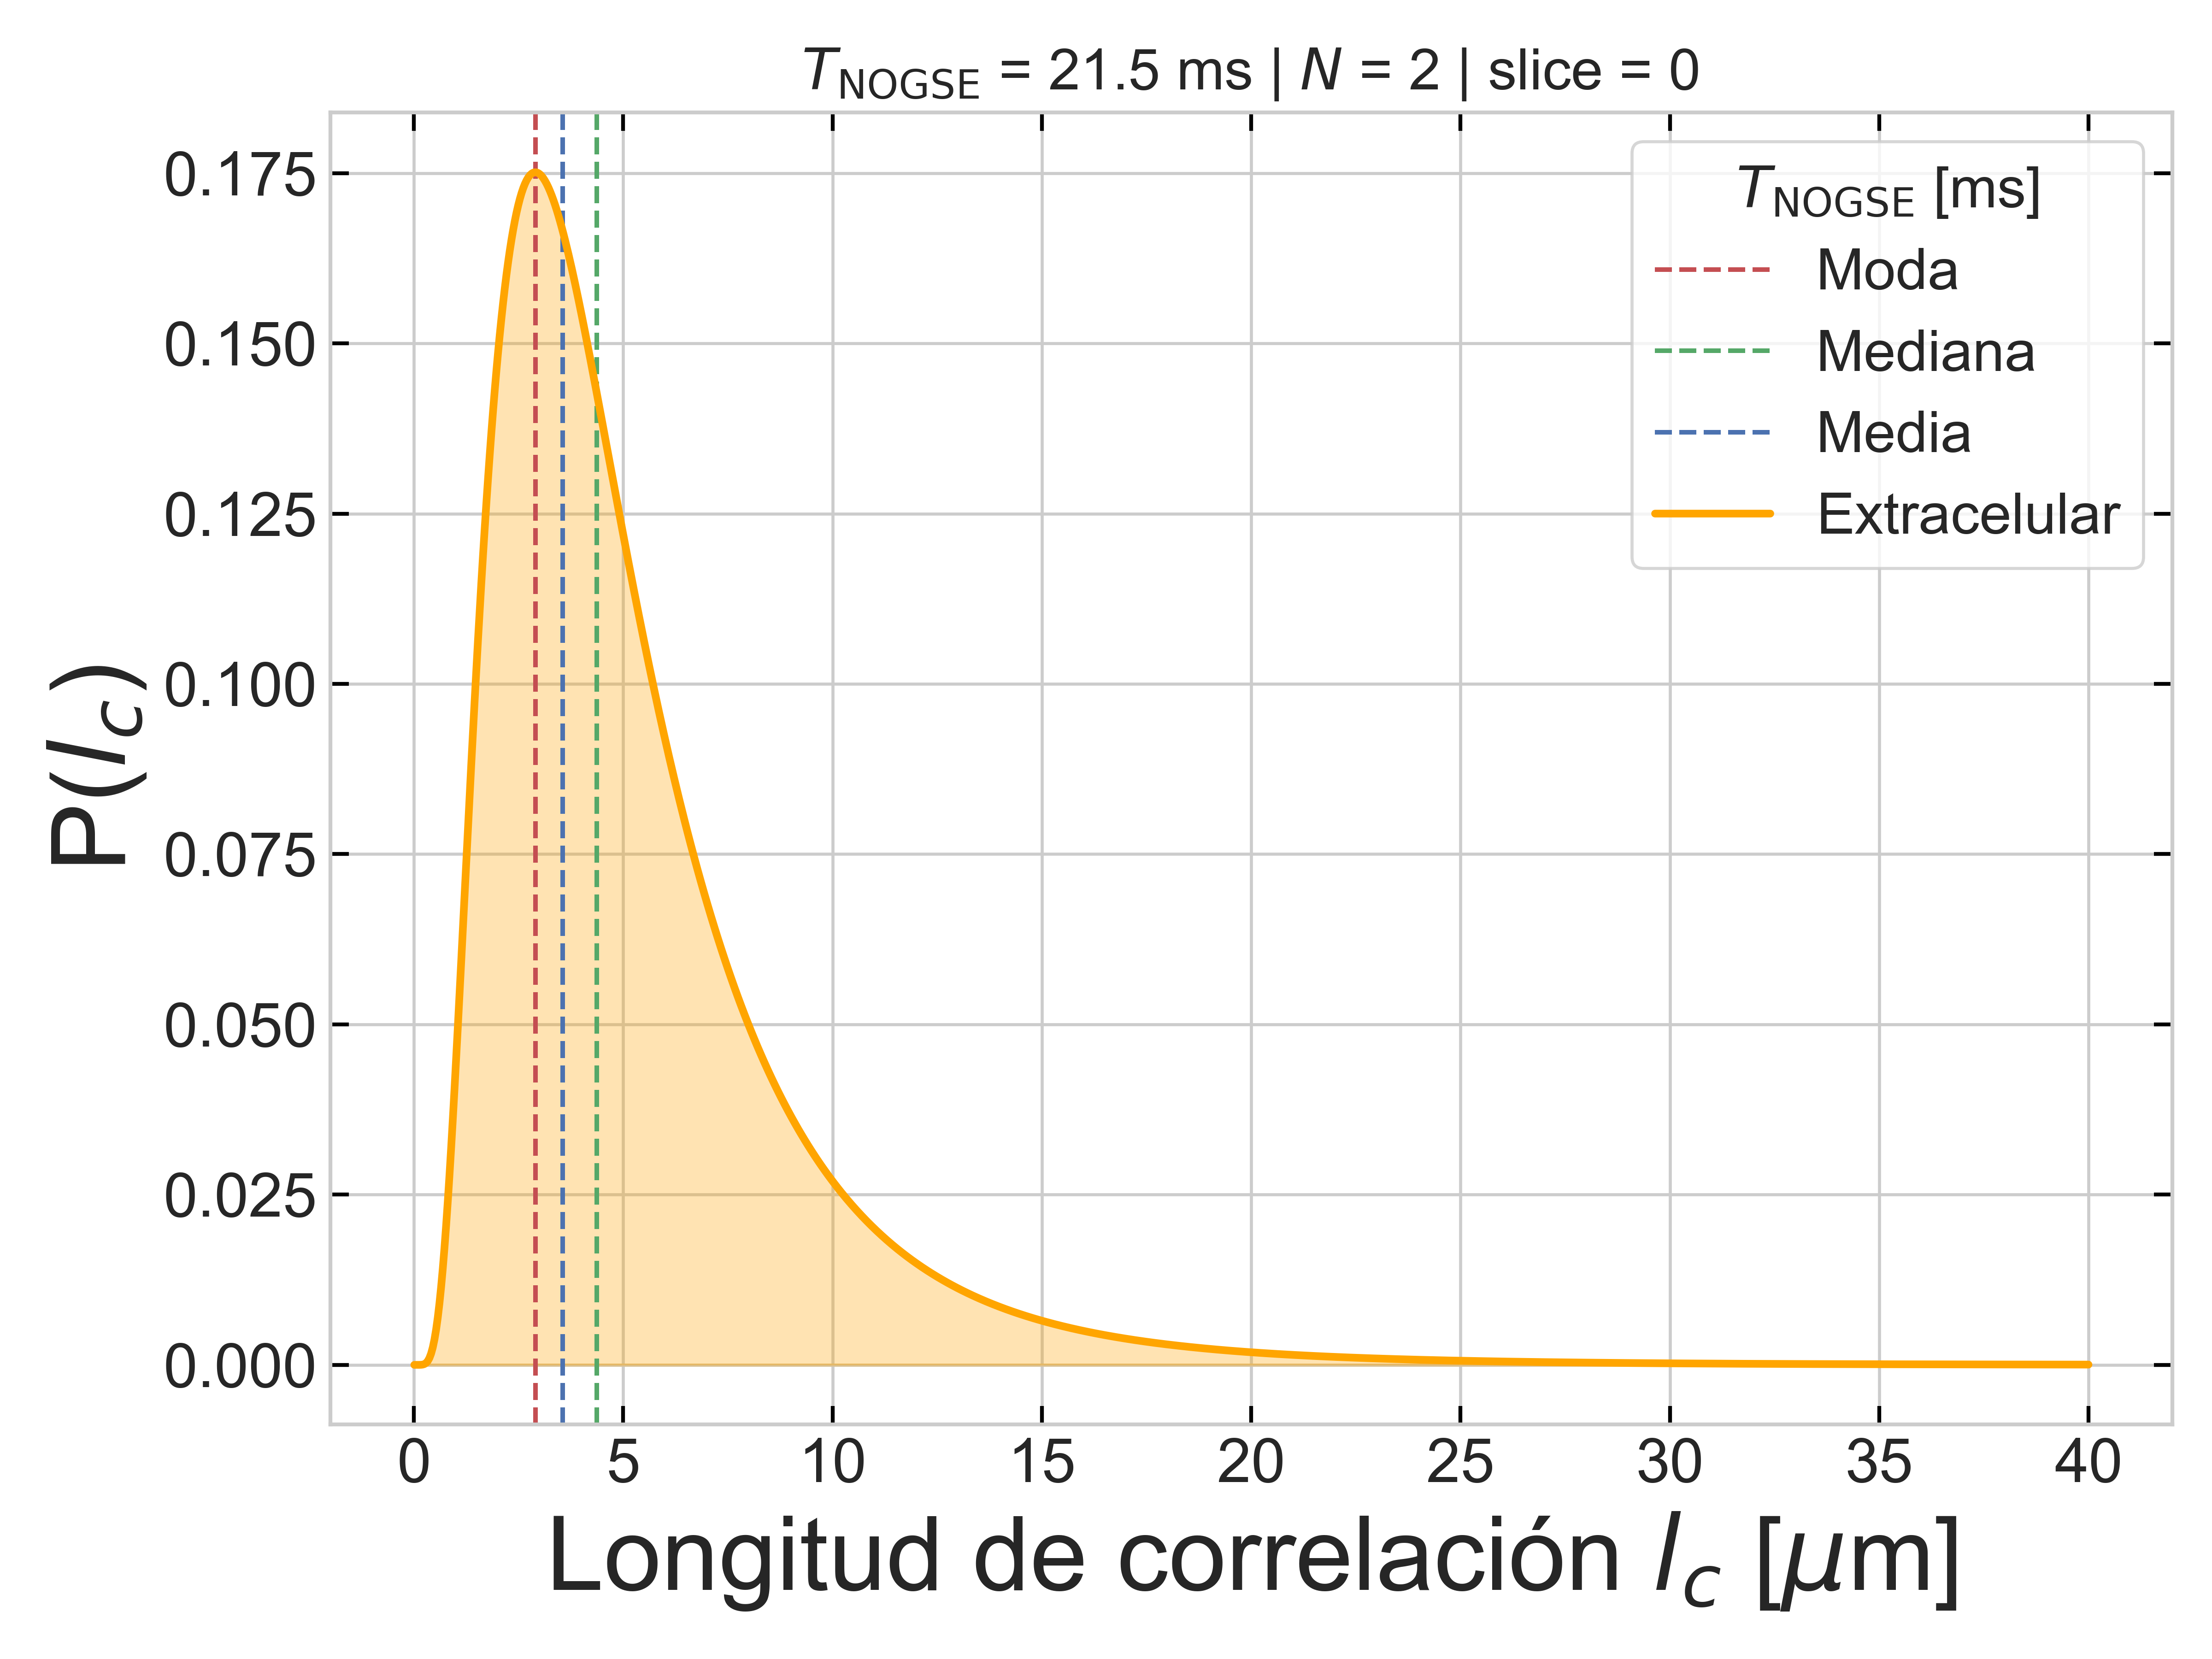 T_NOGSE = 21.5 ms | N = 2 | slice = 0
T_NOGSE [ms]
Moda
Mediana
Media
Extracelular
P(l_c)
0.175
0.150
0.125
0.100
0.075
0.050
0.025
0.000
0 5 10 15 20 25 30 35 40
Longitud de correlación l_c [μm]